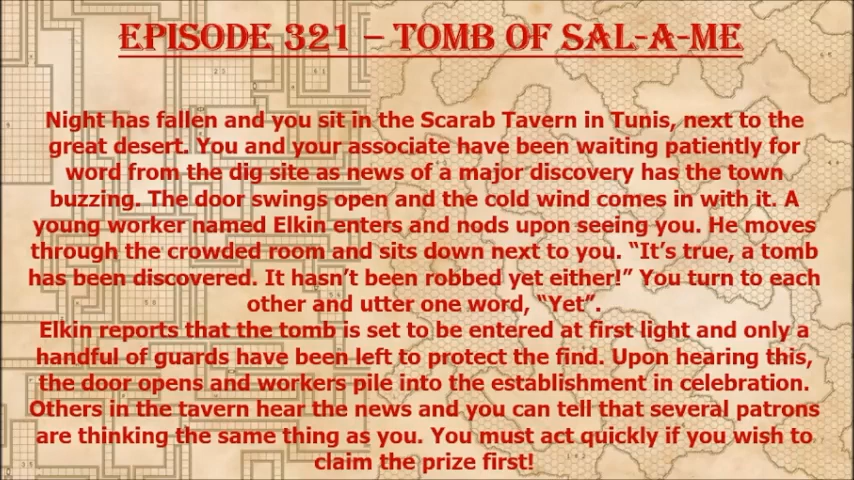 EPISODE 321 – TOMB OF SAL-A-ME
Night has fallen and you sit in the Scarab Tavern in Tunis, next to the
great desert. You and your associate have been waiting patiently for
word from the dig site as news of a major discovery has the town
buzzing. The door swings open and the cold wind comes in with it. A
young worker named Elkin enters and nods upon seeing you. He moves
through the crowded room and sits down next to you. “It’s true, a tomb
has been discovered. It hasn’t been robbed yet either!” You turn to each
other and utter one word, “Yet”.
Elkin reports that the tomb is set to be entered at first light and only a
handful of guards have been left to protect the find. Upon hearing this,
the door opens and workers pile into the establishment in celebration.
Others in the tavern hear the news and you can tell that several patrons
are thinking the same thing as you. You must act quickly if you wish to
claim the prize first!